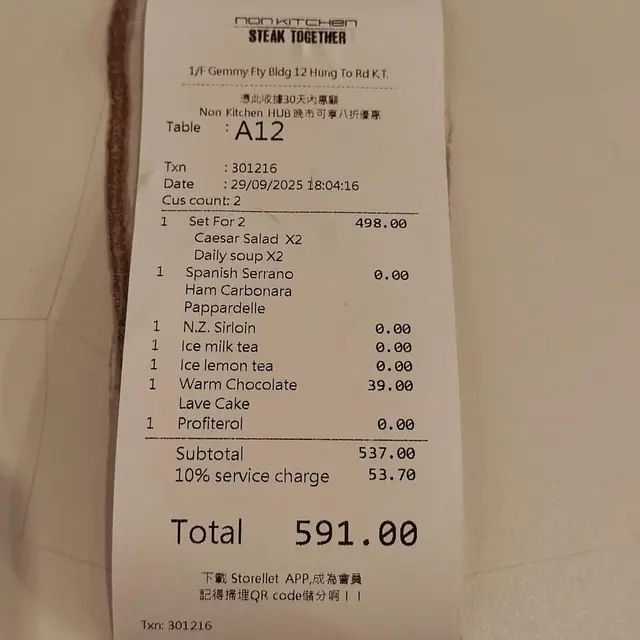 NON KITCHEN
STEAK TOGETHER
1/F Gemmy Fty Bldg 12 Hung To Rd K.T.
憑此收據30天內惠顧
Non Kitchen HUB 晚市可享八折優惠
Table : A12
Txn : 301216
Date : 29/09/2025 18:04:16
Cus count: 2
1 Set For 2 498.00
Caesar Salad X2
Daily soup X2
1 Spanish Serrano 0.00
Ham Carbonara
Pappardelle
1 N.Z. Sirloin 0.00
1 Ice milk tea 0.00
1 Ice lemon tea 0.00
1 Warm Chocolate 39.00
Lave Cake
1 Profiterol 0.00
Subtotal 537.00
10% service charge 53.70
Total 591.00
下載 Storellet APP,成為會員
記得掃埋QR code儲分啊！！
Txn: 301216